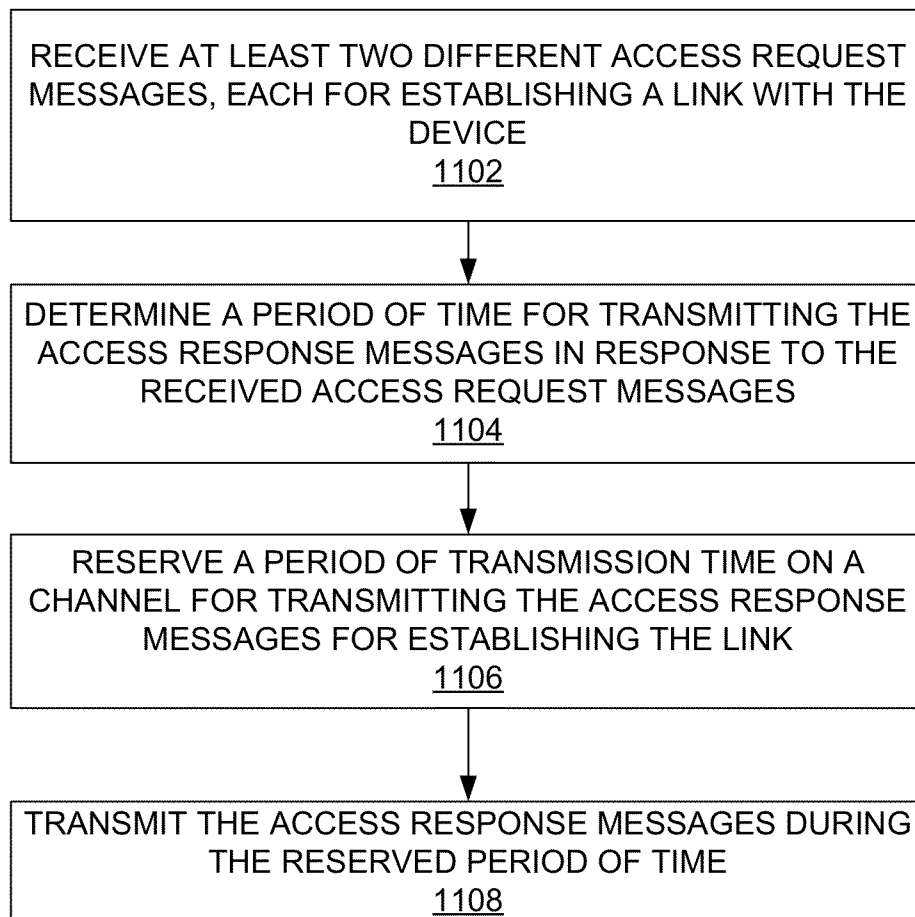 RECEIVE AT LEAST TWO DIFFERENT ACCESS REQUEST
MESSAGES, EACH FOR ESTABLISHING A LINK WITH THE
DEVICE
1102
DETERMINE A PERIOD OF TIME FOR TRANSMITTING THE
ACCESS RESPONSE MESSAGES IN RESPONSE TO THE
RECEIVED ACCESS REQUEST MESSAGES
1104
RESERVE A PERIOD OF TRANSMISSION TIME ON A
CHANNEL FOR TRANSMITTING THE ACCESS RESPONSE
MESSAGES FOR ESTABLISHING THE LINK
1106
TRANSMIT THE ACCESS RESPONSE MESSAGES DURING
THE RESERVED PERIOD OF TIME
1108